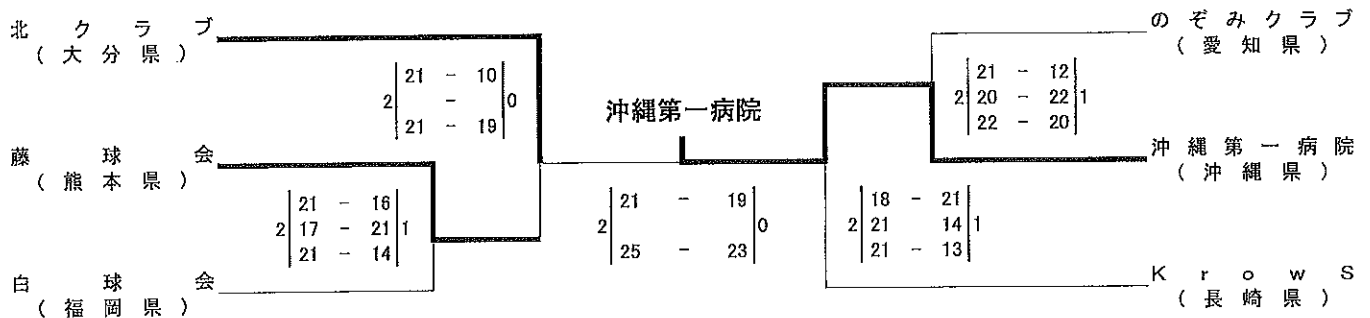 北クラブ
(大分県)
藤球会
(熊本県)
白球会
(福岡県)
2 21 - 10 0
-
21 - 19
2 21 - 16 1
17 - 21
21 - 14
沖縄第一病院
2 21 - 19 0
25 - 23
のぞみクラブ
(愛知県)
2 21 - 12 1
20 - 22
22 - 20
沖縄第一病院
(沖縄県)
2 18 - 21 1
21 14
21 - 13
KrowS
(長崎県)